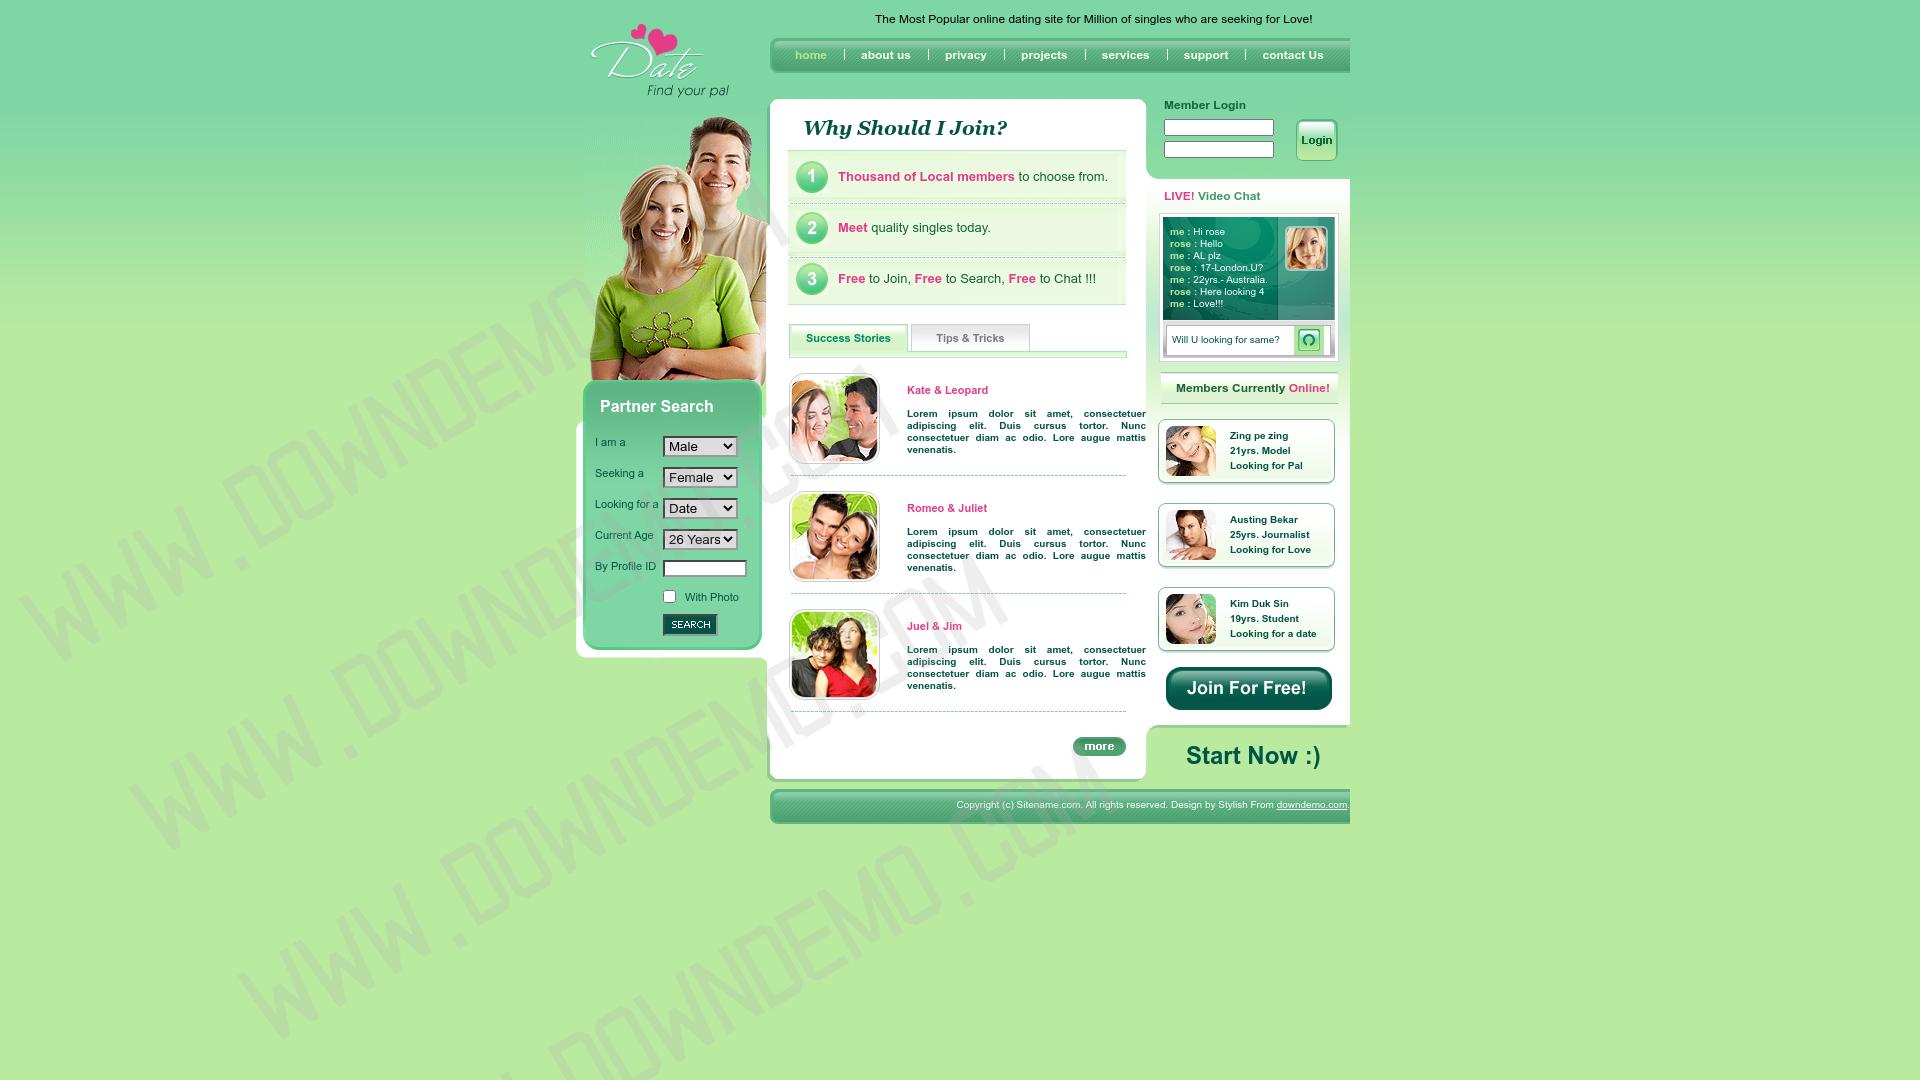 The Most Popular online dating site for Million of singles who are seeking for Love!
Date
Find your pal
home
about us
privacy
projects
services
support
contact Us
Why Should I Join?
1 Thousand of Local members to choose from.
2 Meet quality singles today.
3 Free to Join, Free to Search, Free to Chat !!!
Success Stories
Tips & Tricks
Kate & Leopard
Lorem ipsum dolor sit amet, consectetuer
adipiscing elit. Duis cursus tortor. Nunc
consectetuer diam ac odio. Lore augue mattis
venenatis.
Romeo & Juliet
Lorem ipsum dolor sit amet, consectetuer
adipiscing elit. Duis cursus tortor. Nunc
consectetuer diam ac odio. Lore augue mattis
venenatis.
Juel & Jim
Lorem ipsum dolor sit amet, consectetuer
adipiscing elit. Duis cursus tortor. Nunc
consectetuer diam ac odio. Lore augue mattis
venenatis.
more
Partner Search
I am a Male
Seeking a Female
Looking for a Date
Current Age 26 Years
By Profile ID
With Photo
SEARCH
Member Login
Login
LIVE! Video Chat
me : Hi rose
rose : Hello
me : AL plz
rose : 17-London.U?
me : 22yrs.- Australia.
rose : Here looking 4
me : Love!!!
Will U looking for same?
Members Currently Online!
Zing pe zing
21yrs. Model
Looking for Pal
Austing Bekar
25yrs. Journalist
Looking for Love
Kim Duk Sin
19yrs. Student
Looking for a date
Join For Free!
Start Now :)
Copyright (c) Sitename.com. All rights reserved. Design by Stylish From downdemo.com.
WWW.DOWNDEMO.COM
WWW.DOWNDEMO.COM
WWW.DOWNDEMO.COM
WWW.DOWNDEMO.COM